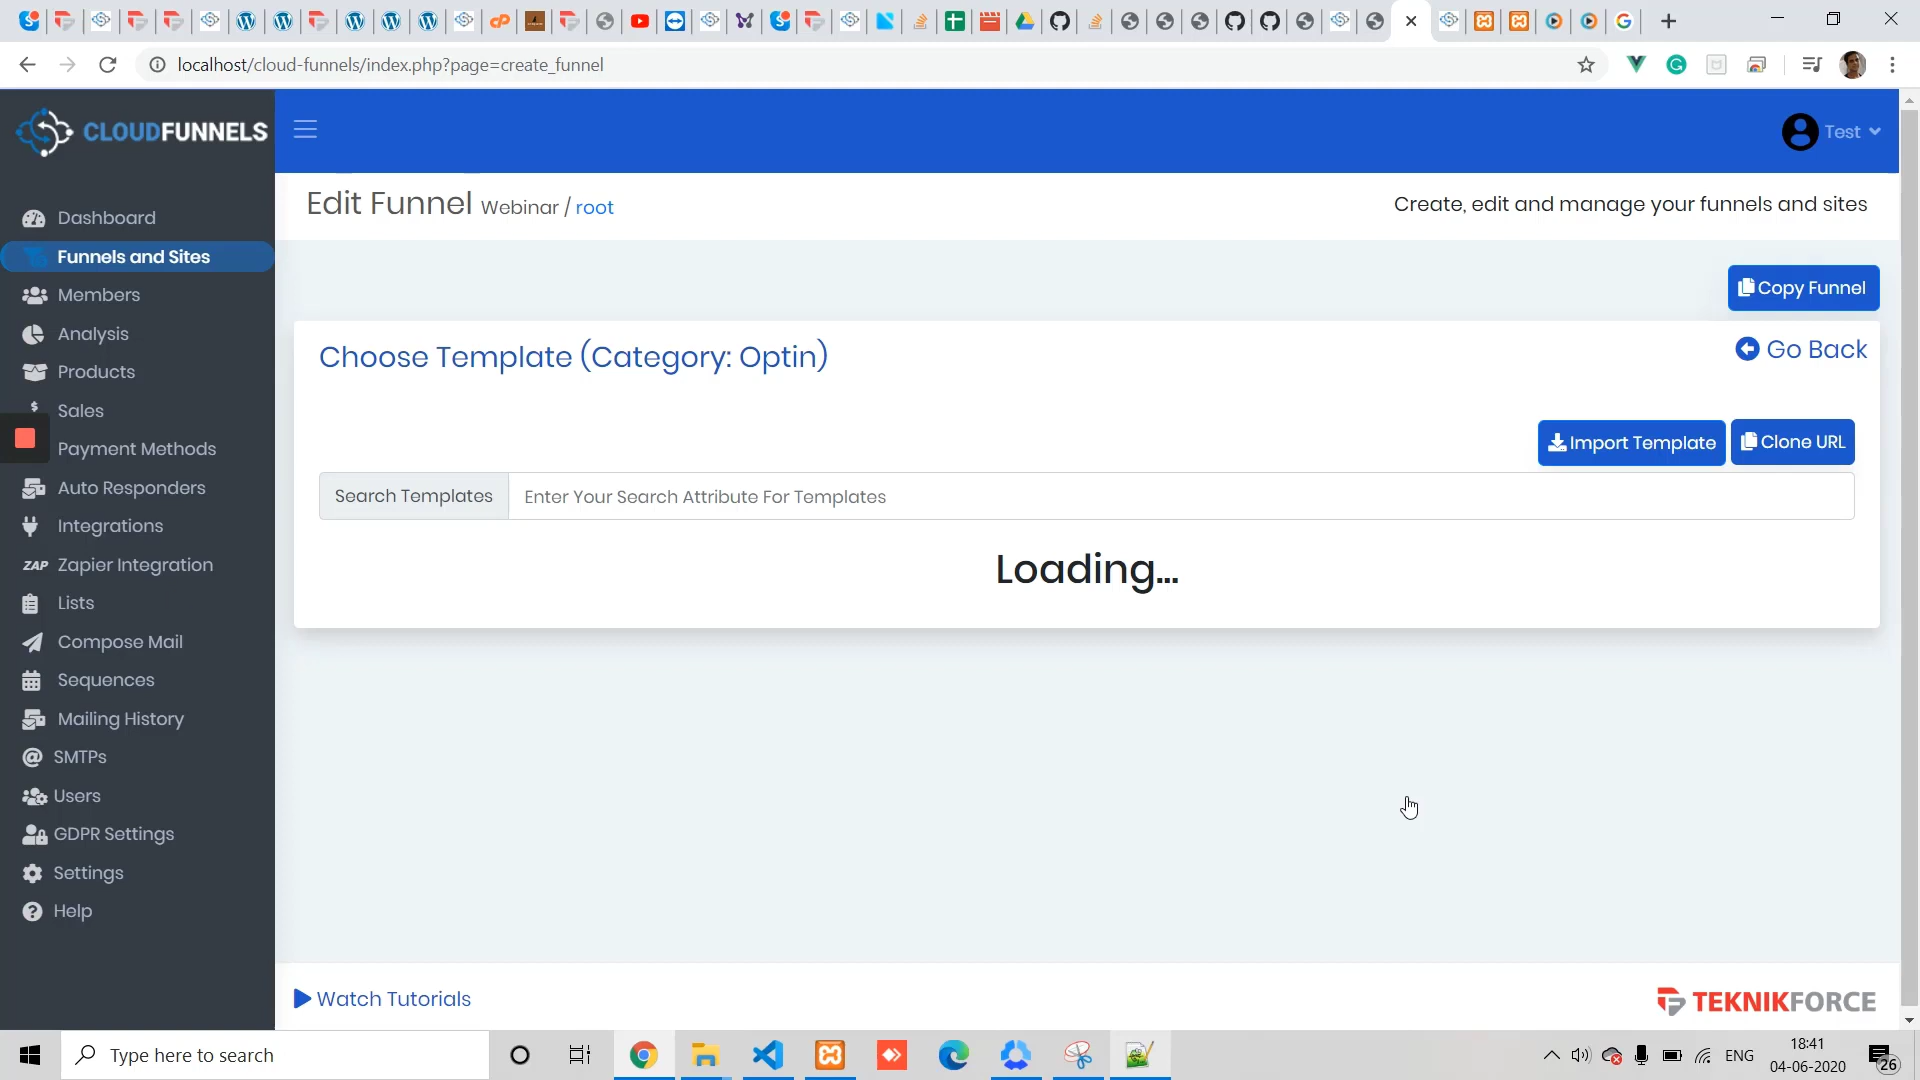 localhost/cloud-funnels/index.php?page=create_funnel
CLOUDFUNNELS
Test
Edit Funnel Webinar / root
Create, edit and manage your funnels and sites
Dashboard
Funnels and Sites
Members
Analysis
Products
Sales
Payment Methods
Auto Responders
Integrations
ZAP Zapier Integration
Lists
Compose Mail
Sequences
Mailing History
SMTPs
Users
GDPR Settings
Settings
Help
Copy Funnel
Choose Template (Category: Optin)
Go Back
Import Template
Clone URL
Search Templates
Enter Your Search Attribute For Templates
Loading...
Watch Tutorials
TEKNIKFORCE
Type here to search
ENG
18:41
04-06-2020
26